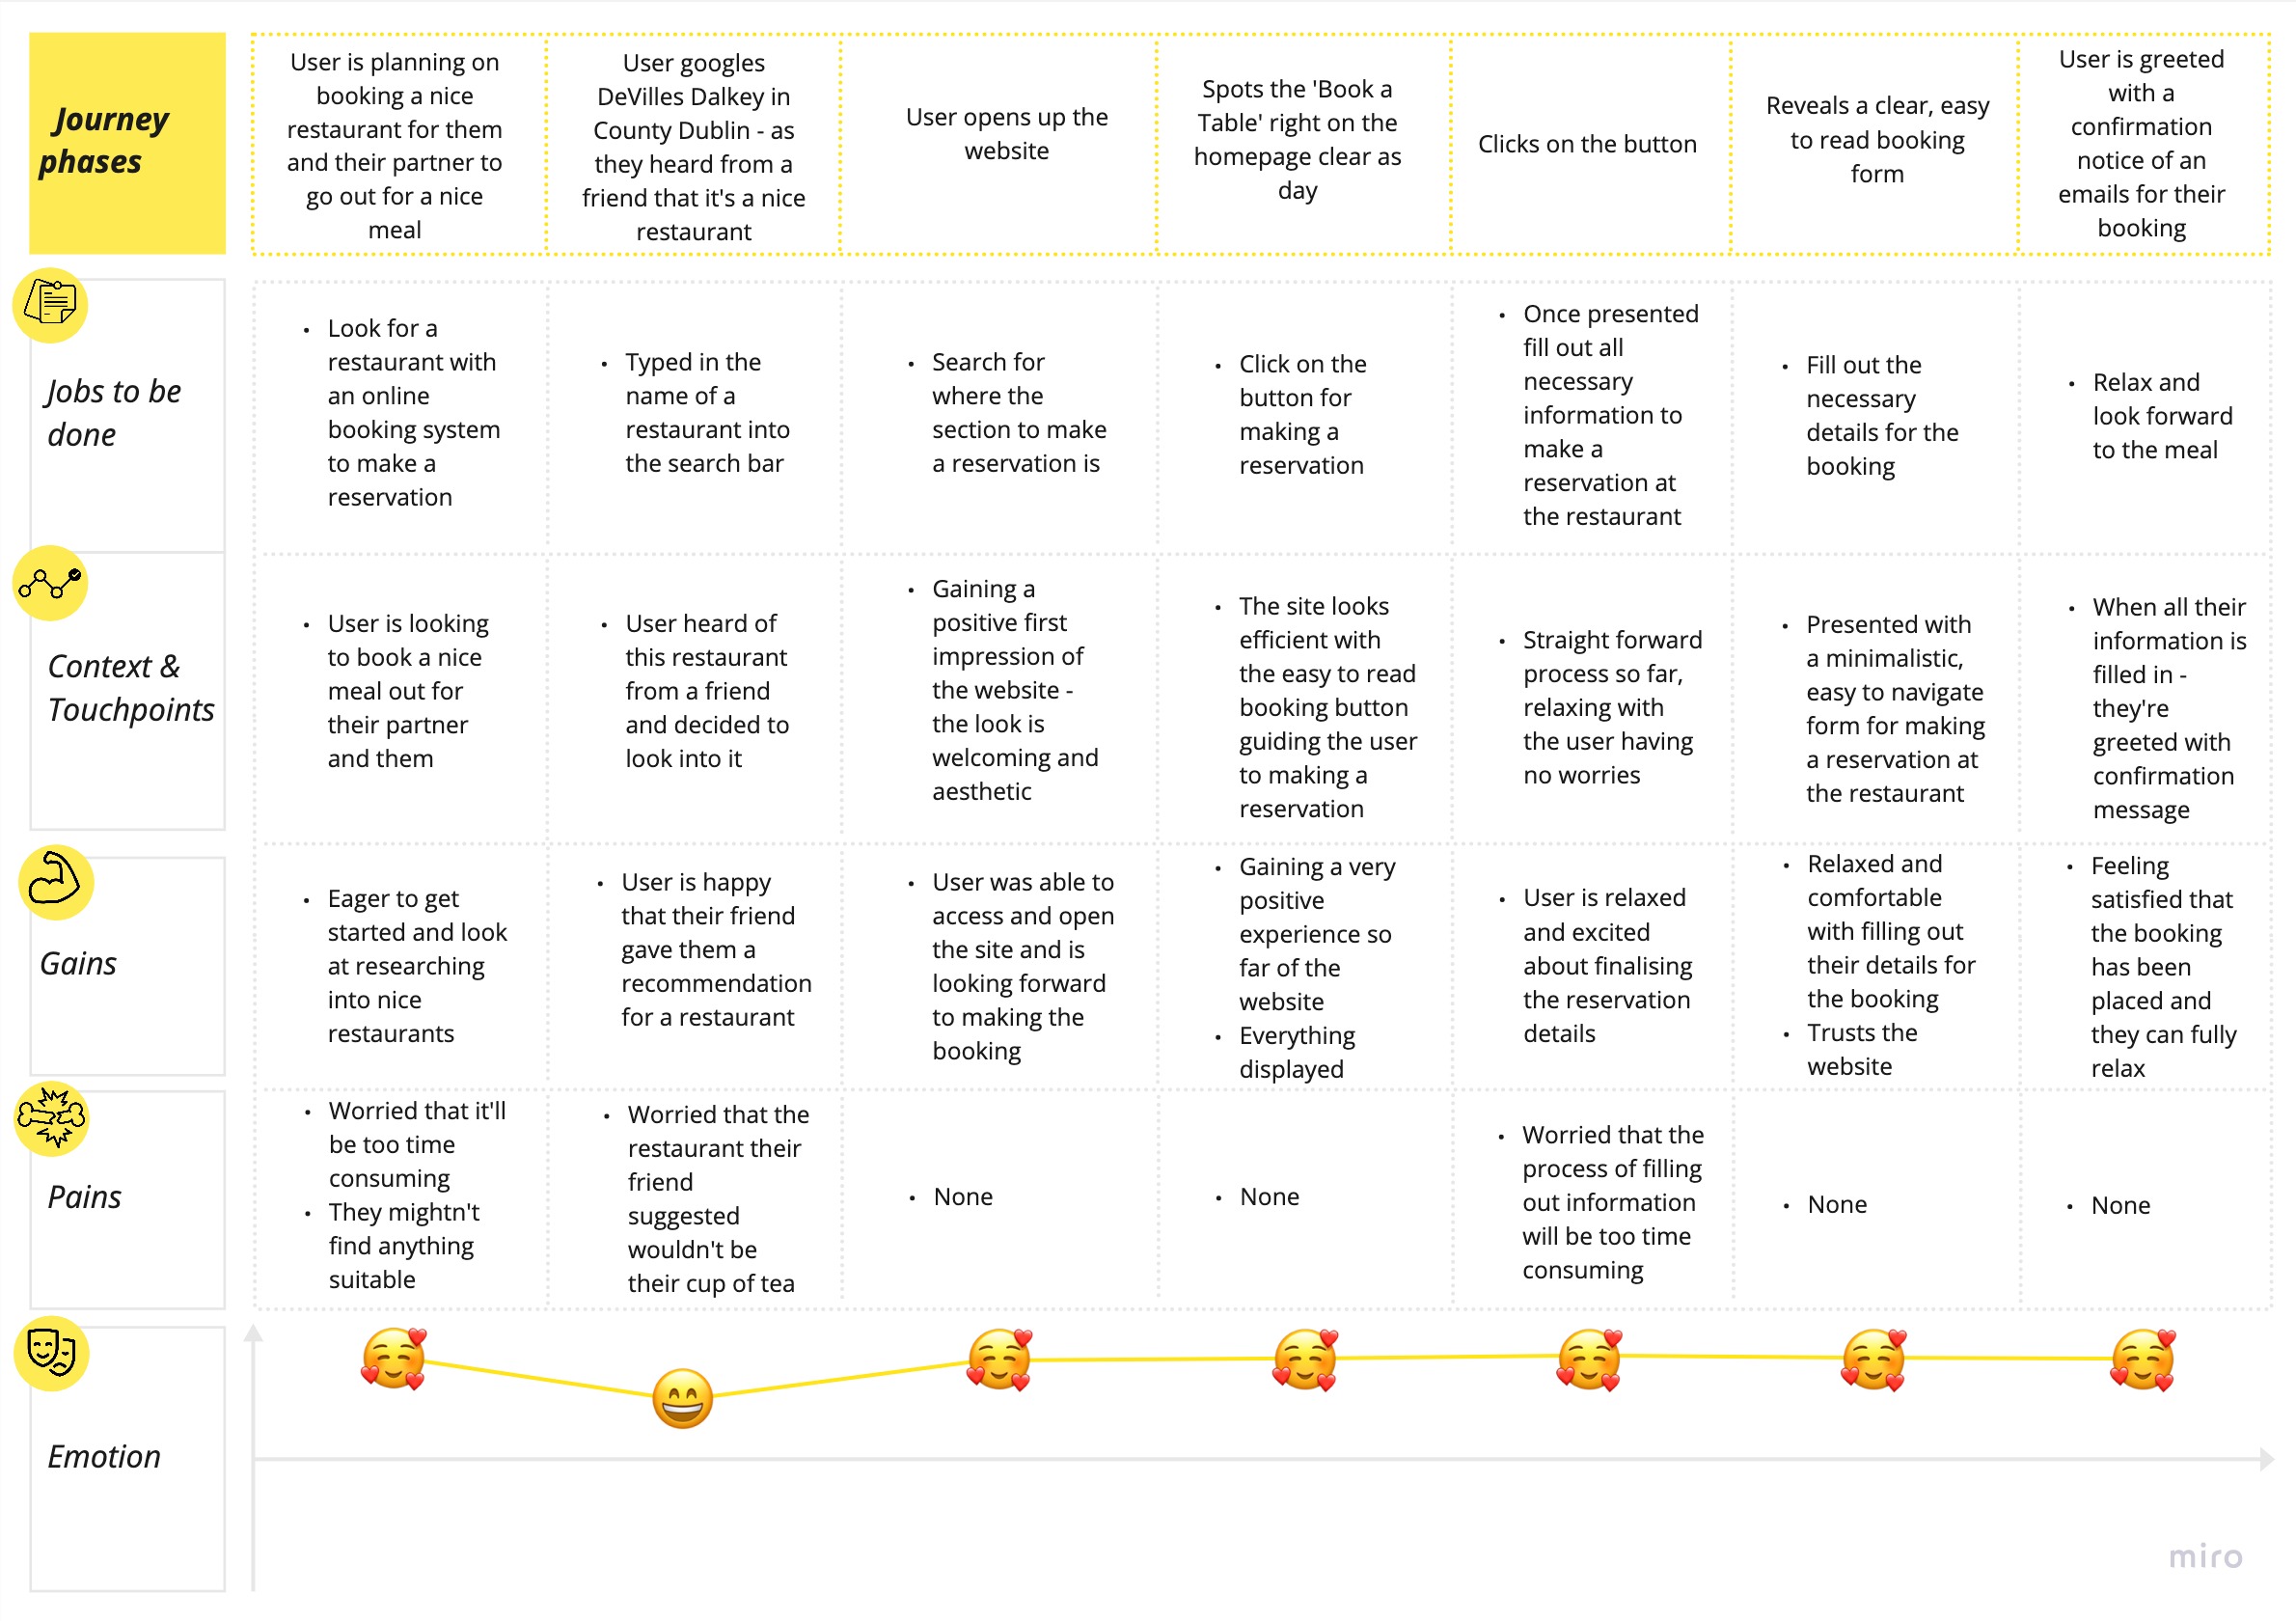 Journey
phases
User is planning on
booking a nice
restaurant for them
and their partner to
go out for a nice
meal
User googles
DeVilles Dalkey in
County Dublin - as
they heard from a
friend that it's a nice
restaurant
User opens up the
website
Spots the 'Book a
Table' right on the
homepage clear as
day
Clicks on the button
Reveals a clear, easy
to read booking
form
User is greeted
with a
confirmation
notice of an
emails for their
booking
Jobs to be
done
• Look for a
restaurant with
an online
booking system
to make a
reservation
• Typed in the
name of a
restaurant into
the search bar
• Search for
where the
section to make
a reservation is
• Click on the
button for
making a
reservation
• Once presented
fill out all
necessary
information to
make a
reservation at
the restaurant
• Fill out the
necessary
details for the
booking
• Relax and
look forward
to the meal
Context &
Touchpoints
• User is looking
to book a nice
meal out for
their partner
and them
• User heard of
this restaurant
from a friend
and decided to
look into it
• Gaining a
positive first
impression of
the website -
the look is
welcoming and
aesthetic
• The site looks
efficient with
the easy to read
booking button
guiding the user
to making a
reservation
• Straight forward
process so far,
relaxing with
the user having
no worries
• Presented with
a minimalistic,
easy to navigate
form for making
a reservation at
the restaurant
• When all their
information is
filled in -
they're
greeted with
confirmation
message
Gains
• Eager to get
started and look
at researching
into nice
restaurants
• User is happy
that their friend
gave them a
recommendation
for a restaurant
• User was able to
access and open
the site and is
looking forward
to making the
booking
• Gaining a very
positive
experience so
far of the
website
• Everything
displayed
• User is relaxed
and excited
about finalising
the reservation
details
• Relaxed and
comfortable
with filling out
their details for
the booking
• Trusts the
website
• Feeling
satisfied that
the booking
has been
placed and
they can fully
relax
Pains
• Worried that it'll
be too time
consuming
• They mightn't
find anything
suitable
• Worried that the
restaurant their
friend
suggested
wouldn't be
their cup of tea
• None
• None
• Worried that the
process of filling
out information
will be too time
consuming
• None
• None
Emotion
miro